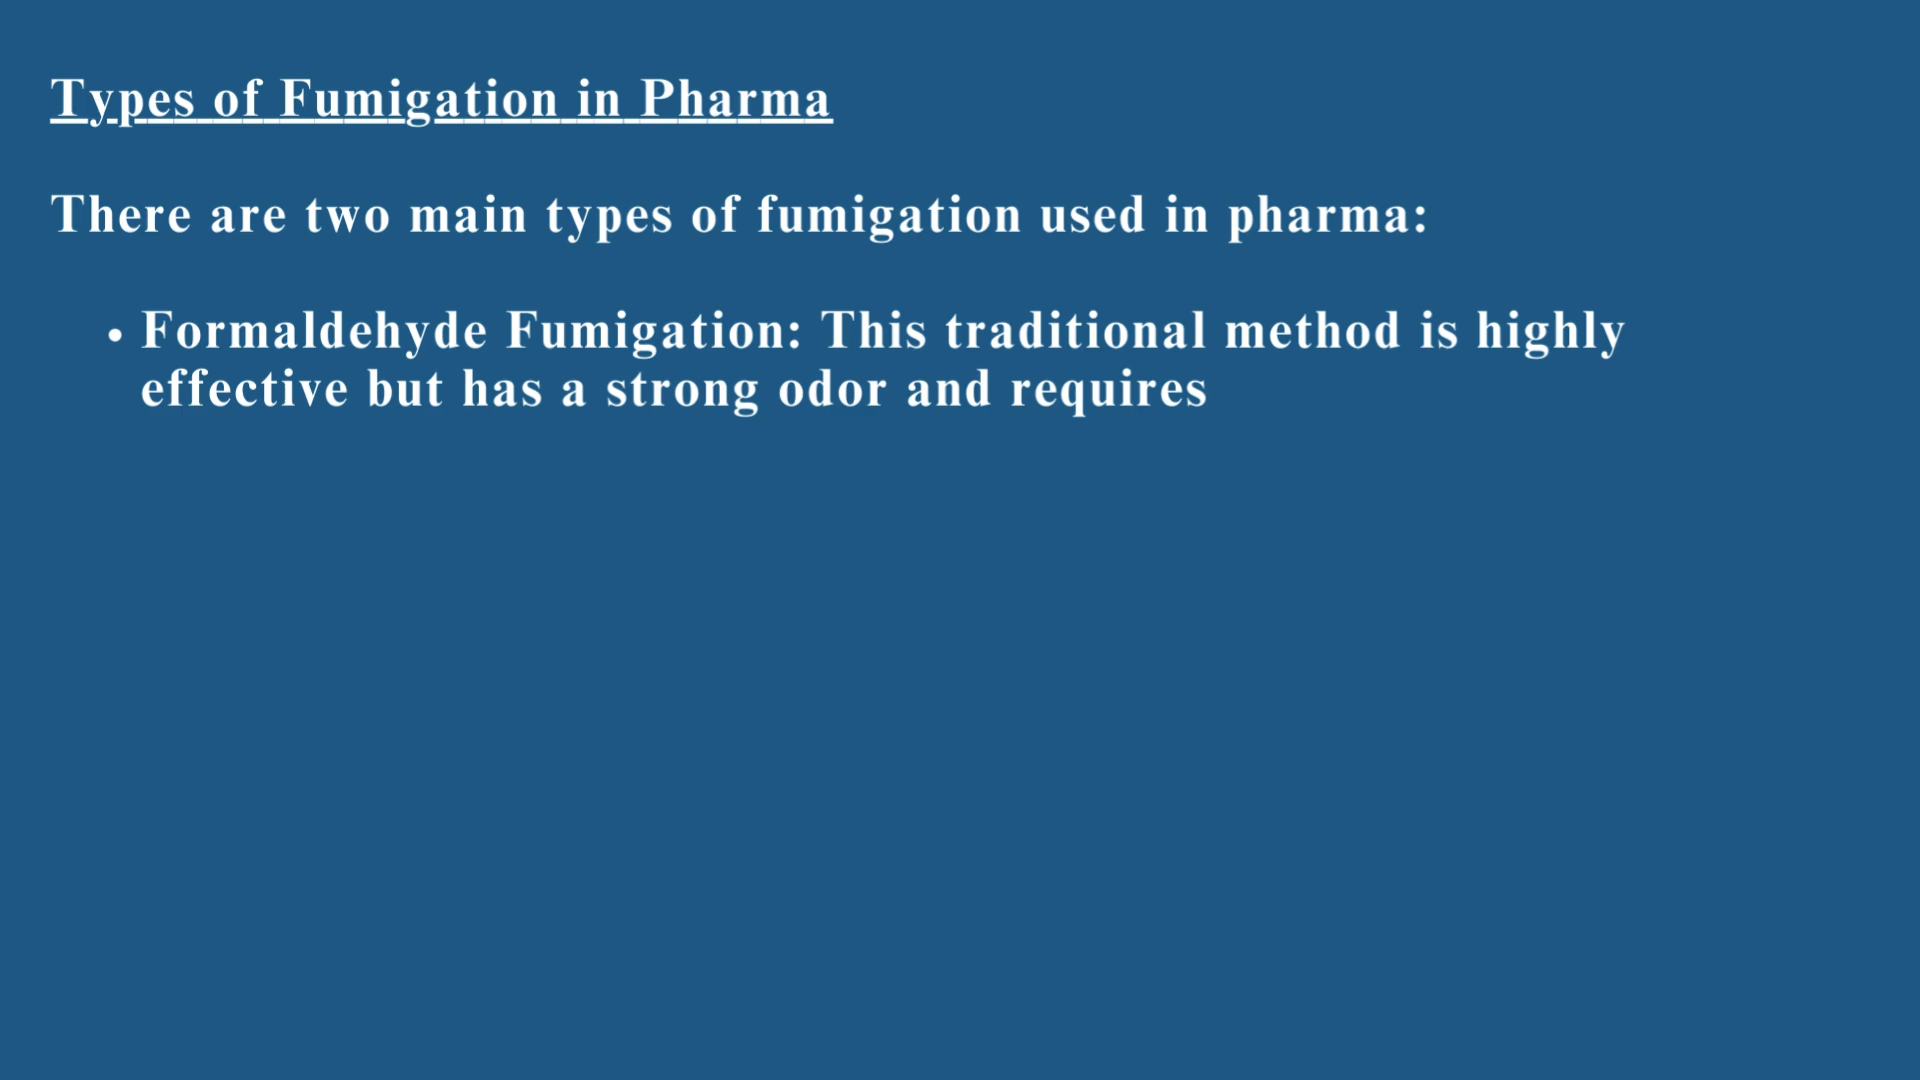 Types of Fumigation in Pharma
There are two main types of fumigation used in pharma:
• Formaldehyde Fumigation: This traditional method is highly
effective but has a strong odor and requires